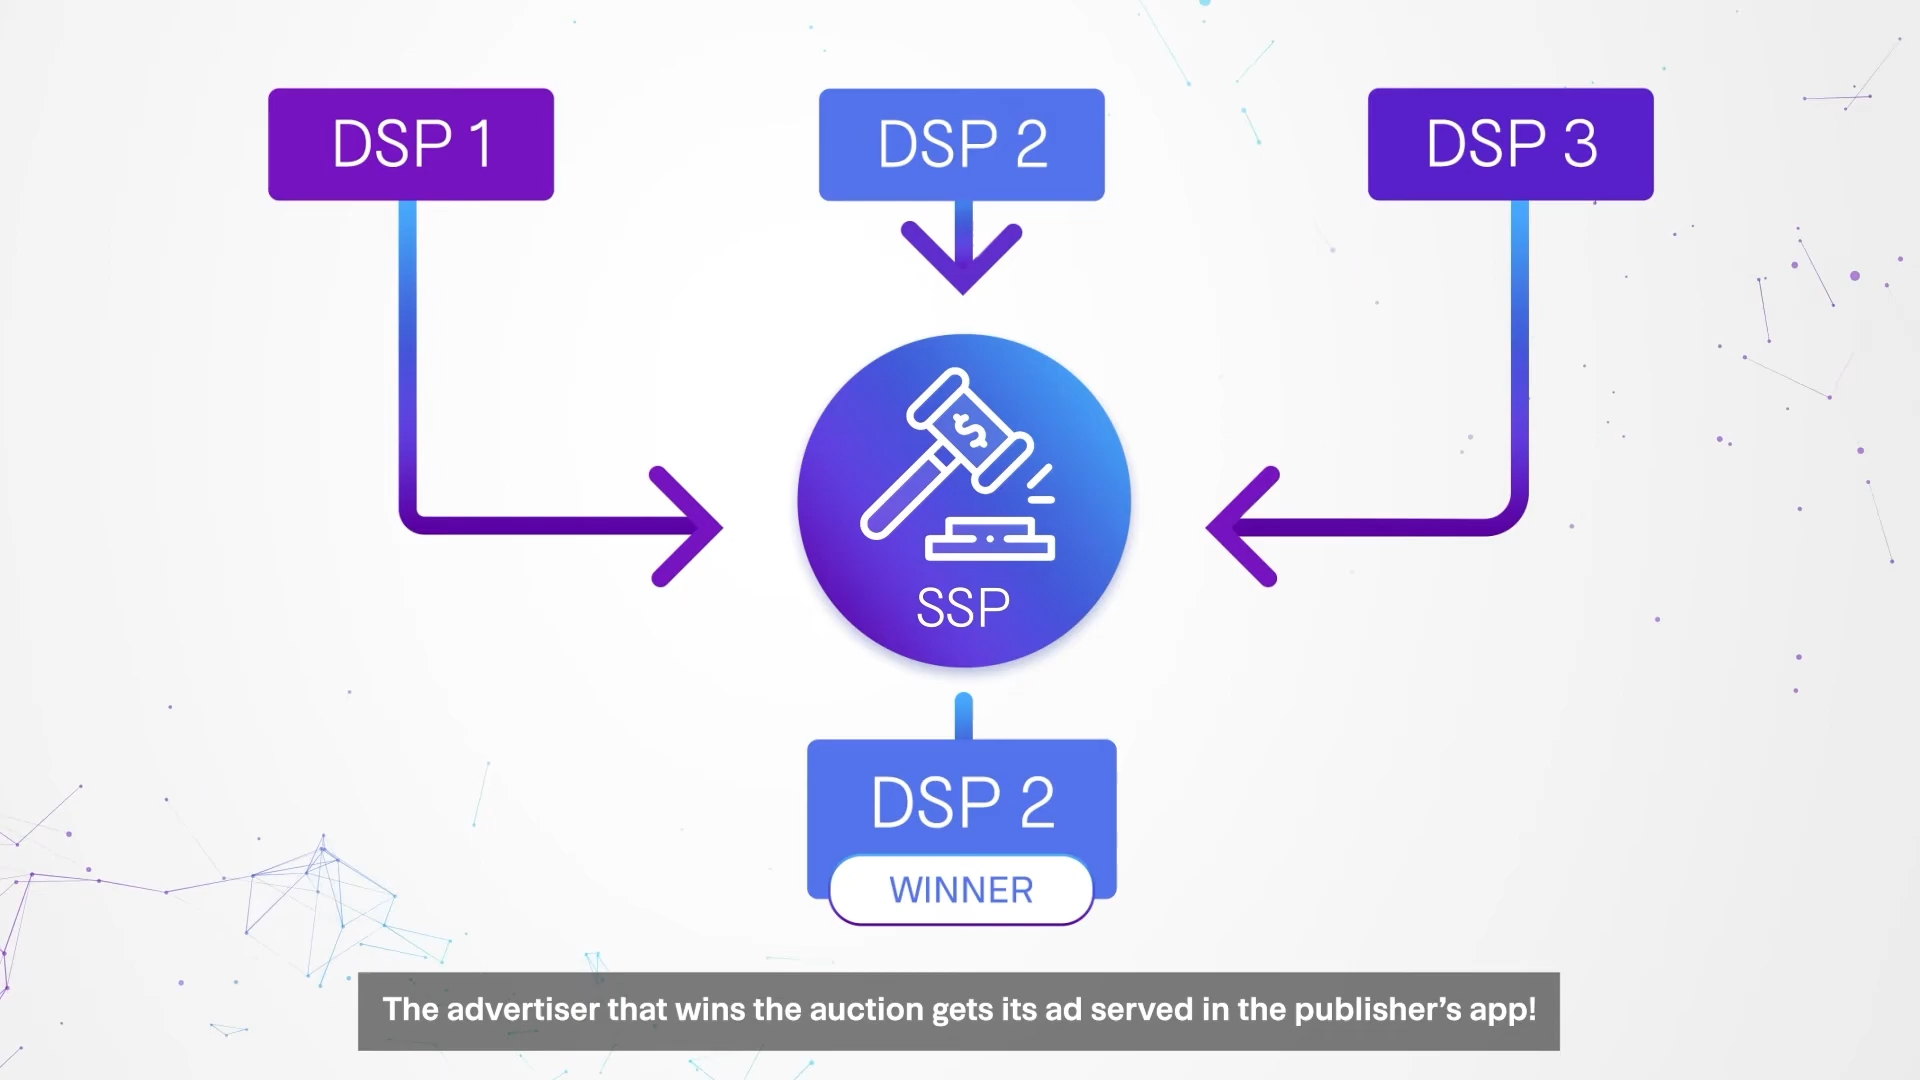 DSP 1
DSP 2
DSP 3
$
SSP
DSP 2
WINNER
The advertiser that wins the auction gets its ad served in the publisher’s app!